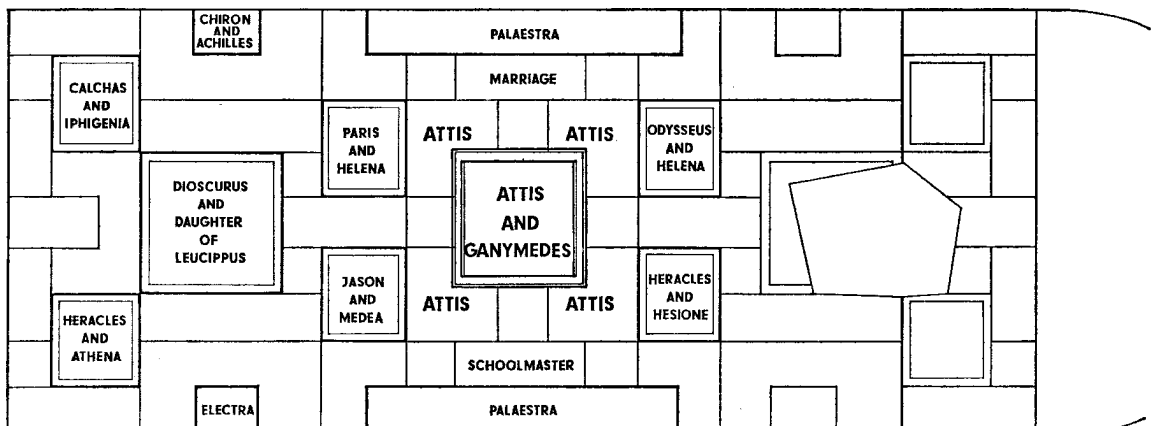 CHIRON
AND
ACHILLES
PALAESTRA
MARRIAGE
CALCHAS
AND
IPHIGENIA
PARIS
AND
HELENA
ATTIS
ATTIS
ODYSSEUS
AND
HELENA
DIOSCURUS
AND
DAUGHTER
OF
LEUCIPPUS
ATTIS
AND
GANYMEDES
JASON
AND
MEDEA
ATTIS
ATTIS
HERACLES
AND
HESIONE
HERACLES
AND
ATHENA
SCHOOLMASTER
ELECTRA
PALAESTRA